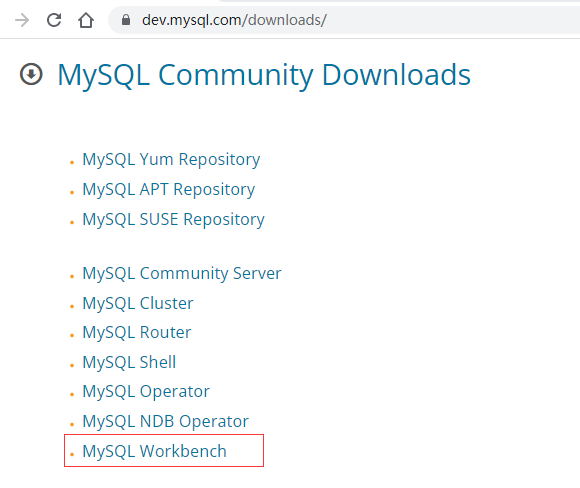 dev.mysql.com/downloads/
MySQL Community Downloads
MySQL Yum Repository
MySQL APT Repository
MySQL SUSE Repository
MySQL Community Server
MySQL Cluster
MySQL Router
MySQL Shell
MySQL Operator
MySQL NDB Operator
MySQL Workbench